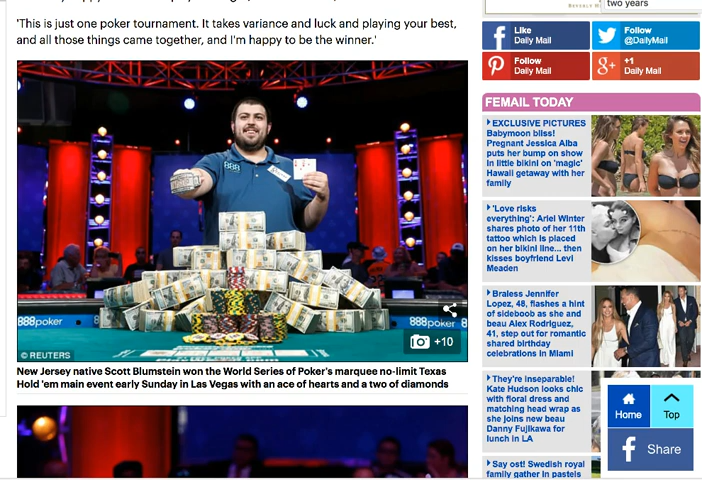 'This is just one poker tournament. It takes variance and luck and playing your best,
and all those things came together, and I'm happy to be the winner.'
888
888poker
888poker
+10
© REUTERS
New Jersey native Scott Blumstein won the World Series of Poker's marquee no-limit Texas
Hold 'em main event early Sunday in Las Vegas with an ace of hearts and a two of diamonds
two years
Like
Daily Mail
Follow
@DailyMail
Follow
Daily Mail
+1
Daily Mail
FEMAIL TODAY
EXCLUSIVE PICTURES
Babymoon bliss!
Pregnant Jessica Alba
puts her bump on show
in little bikini on 'magic'
Hawaii getaway with her
family
'Love risks
everything': Ariel Winter
shares photo of her 11th
tattoo which is placed
on her bikini line... then
kisses boyfriend Levi
Meaden
Braless Jennifer
Lopez, 48, flashes a hint
of sideboob as she and
beau Alex Rodriguez,
41, step out for romantic
shared birthday
celebrations in Miami
They're inseparable!
Kate Hudson looks chic
with floral dress and
matching head wrap as
she joins new beau
Danny Fujikawa for
lunch in LA
Say ost! Swedish royal
family gather in pastels
Home
Top
Share